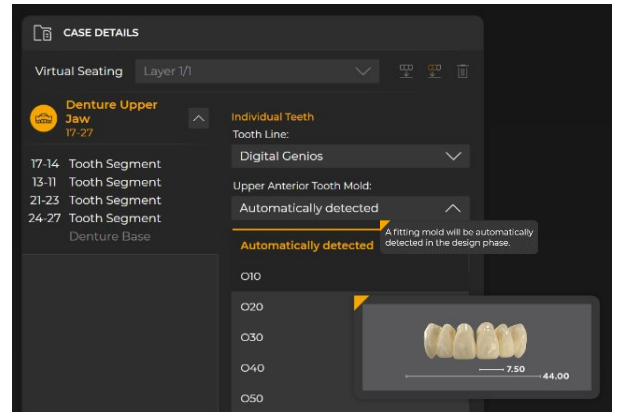 CASE DETAILS
Virtual Seating Layer 1/1
Denture Upper
Jaw
17-27
17-14 Tooth Segment
13-11 Tooth Segment
21-23 Tooth Segment
24-27 Tooth Segment
Denture Base
Individual Teeth
Tooth Line:
Digital Genios
Upper Anterior Tooth Mold:
Automatically detected
A fitting mold will be automatically
detected in the design phase.
Automatically detected
O10
O20
O30
O40
O50
7.50
44.00